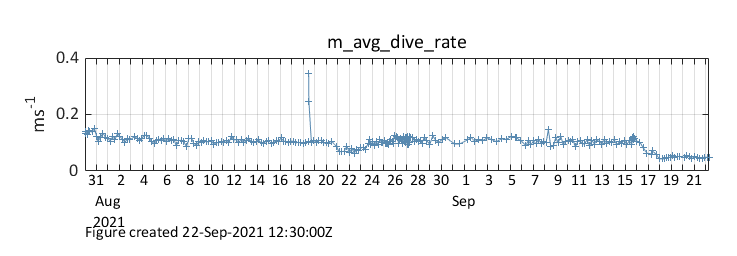 m_avg_dive_rate
0.4
0.2
0
ms⁻¹
31 2 4 6 8 10 12 14 16 18 20 22 24 26 28 30 1 3 5 7 9 11 13 15 17 19 21
Aug Sep
2021
Figure created 22-Sep-2021 12:30:00Z